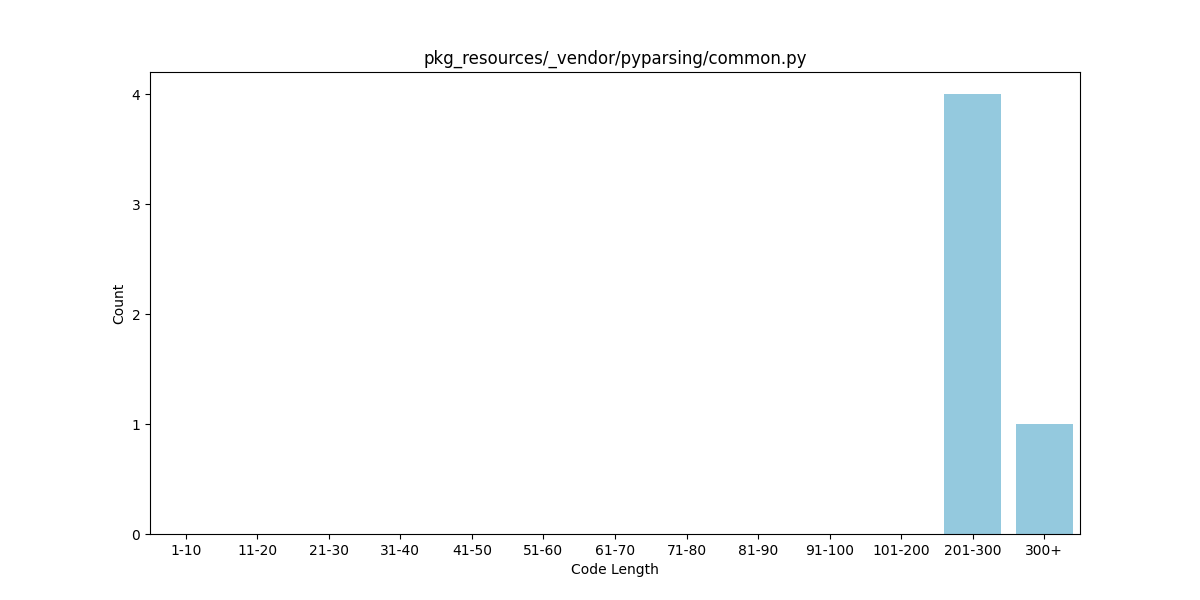 pkg_resources/_vendor/pyparsing/common.py
4
3
2
1
0
Count
1-10 11-20 21-30 31-40 41-50 51-60 61-70 71-80 81-90 91-100 101-200 201-300 300+
Code Length